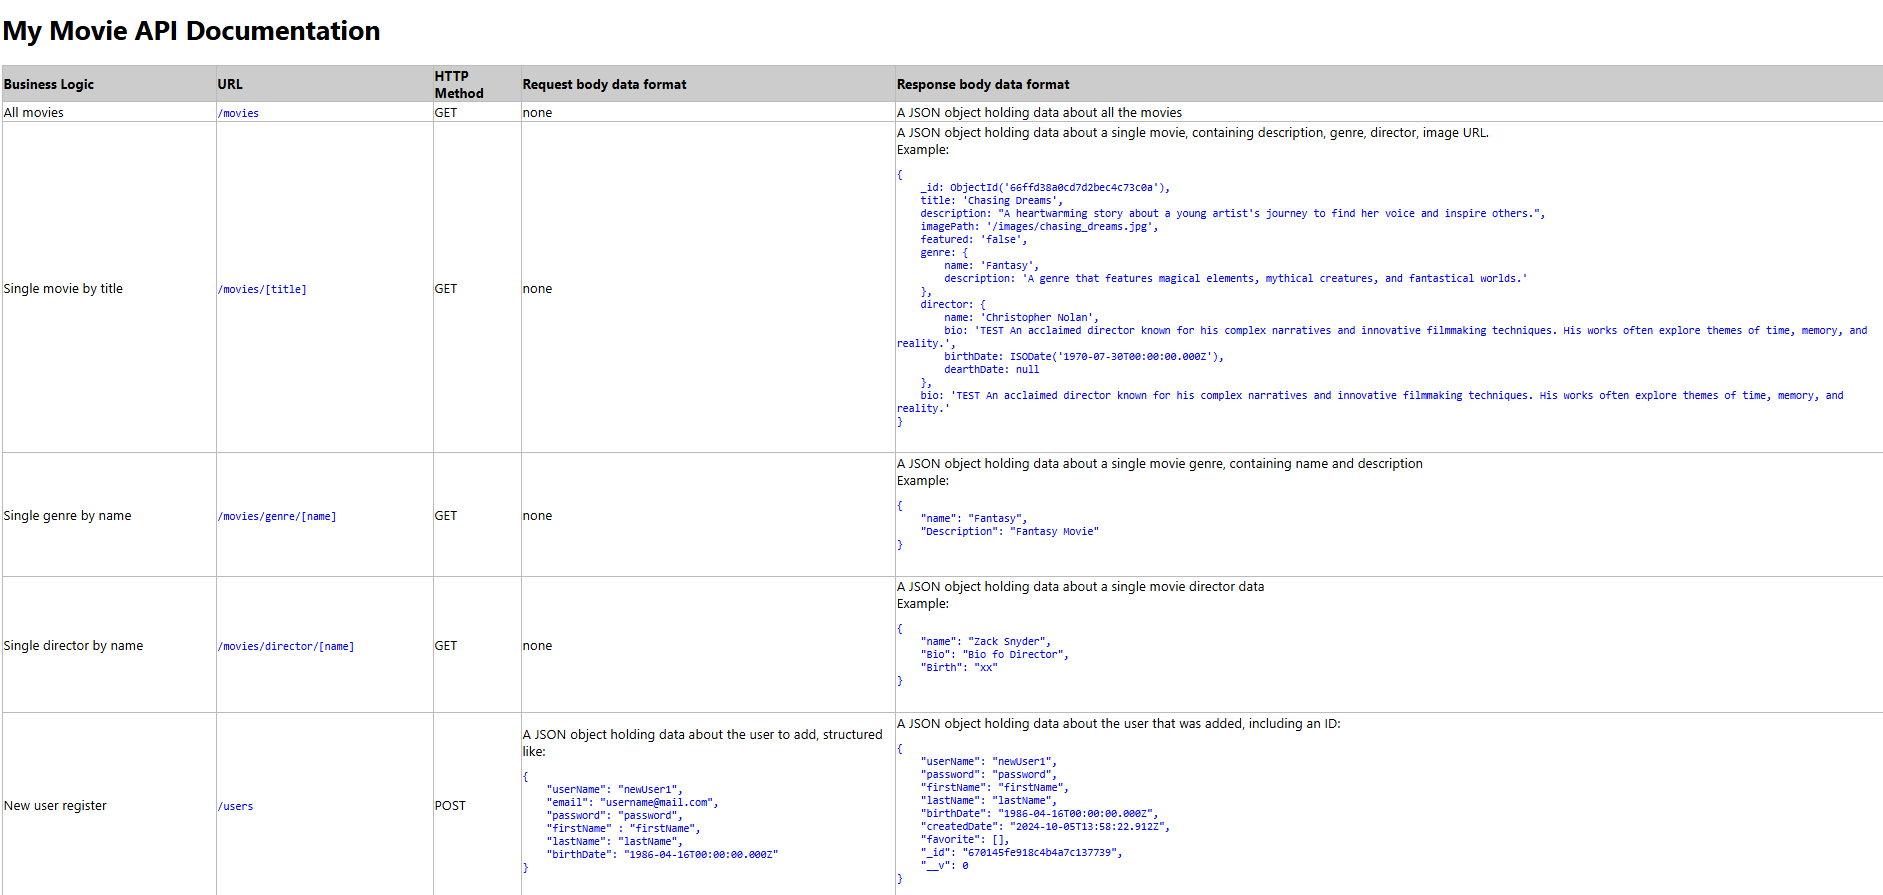 My Movie API Documentation
Business Logic
URL
HTTP
Method
Request body data format
Response body data format
All movies
/movies
GET
none
A JSON object holding data about all the movies
Single movie by title
/movies/[title]
GET
none
A JSON object holding data about a single movie, containing description, genre, director, image URL.
Example:
{
    _id: ObjectId('66ffd38a0cd7d2bec4c73c0a'),
    title: 'Chasing Dreams',
    description: "A heartwarming story about a young artist's journey to find her voice and inspire others.",
    imagePath: '/images/chasing_dreams.jpg',
    featured: 'false',
    genre: {
        name: 'Fantasy',
        description: 'A genre that features magical elements, mythical creatures, and fantastical worlds.'
    },
    director: {
        name: 'Christopher Nolan',
        bio: 'TEST An acclaimed director known for his complex narratives and innovative filmmaking techniques. His works often explore themes of time, memory, and
reality.',
        birthDate: ISODate('1970-07-30T00:00:00.000Z'),
        dearthDate: null
    },
    bio: 'TEST An acclaimed director known for his complex narratives and innovative filmmaking techniques. His works often explore themes of time, memory, and
reality.'
}
Single genre by name
/movies/genre/[name]
GET
none
A JSON object holding data about a single movie genre, containing name and description
Example:
{
    "name": "Fantasy",
    "Description": "Fantasy Movie"
}
Single director by name
/movies/director/[name]
GET
none
A JSON object holding data about a single movie director data
Example:
{
    "name": "Zack Snyder",
    "Bio": "Bio fo Director",
    "Birth": "xx"
}
New user register
/users
POST
A JSON object holding data about the user to add, structured
like:
{
    "userName": "newUser1",
    "email": "username@mail.com",
    "password": "password",
    "firstName" : "firstName",
    "lastName": "lastName",
    "birthDate": "1986-04-16T00:00:00.000Z"
}
A JSON object holding data about the user that was added, including an ID:
{
    "userName": "newUser1",
    "password": "password",
    "firstName": "firstName",
    "lastName": "lastName",
    "birthDate": "1986-04-16T00:00:00.000Z",
    "createdDate": "2024-10-05T13:58:22.912Z",
    "favorite": [],
    "_id": "670145fe918c4b4a7c137739",
    "__v": 0
}